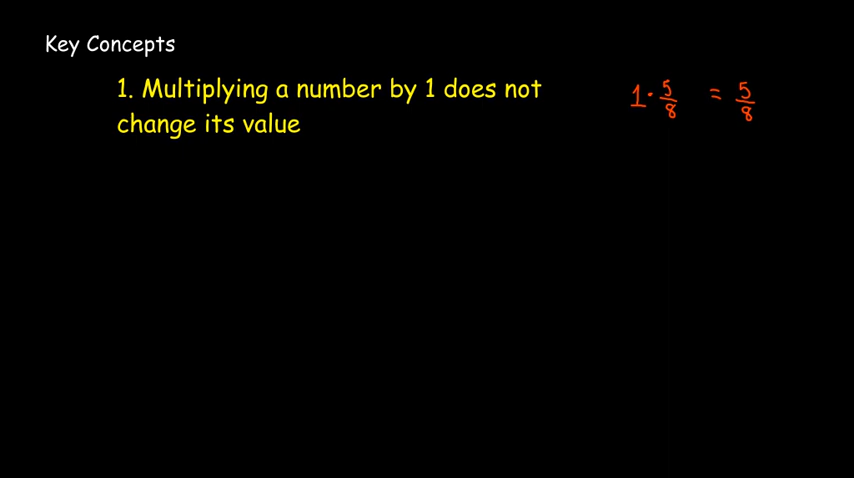 Key Concepts
1. Multiplying a number by 1 does not 1 · 5/8 = 5/8
change its value